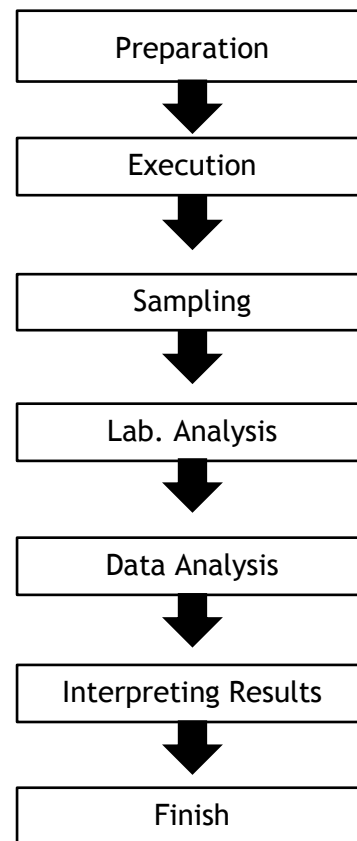 Preparation
Execution
Sampling
Lab. Analysis
Data Analysis
Interpreting Results
Finish